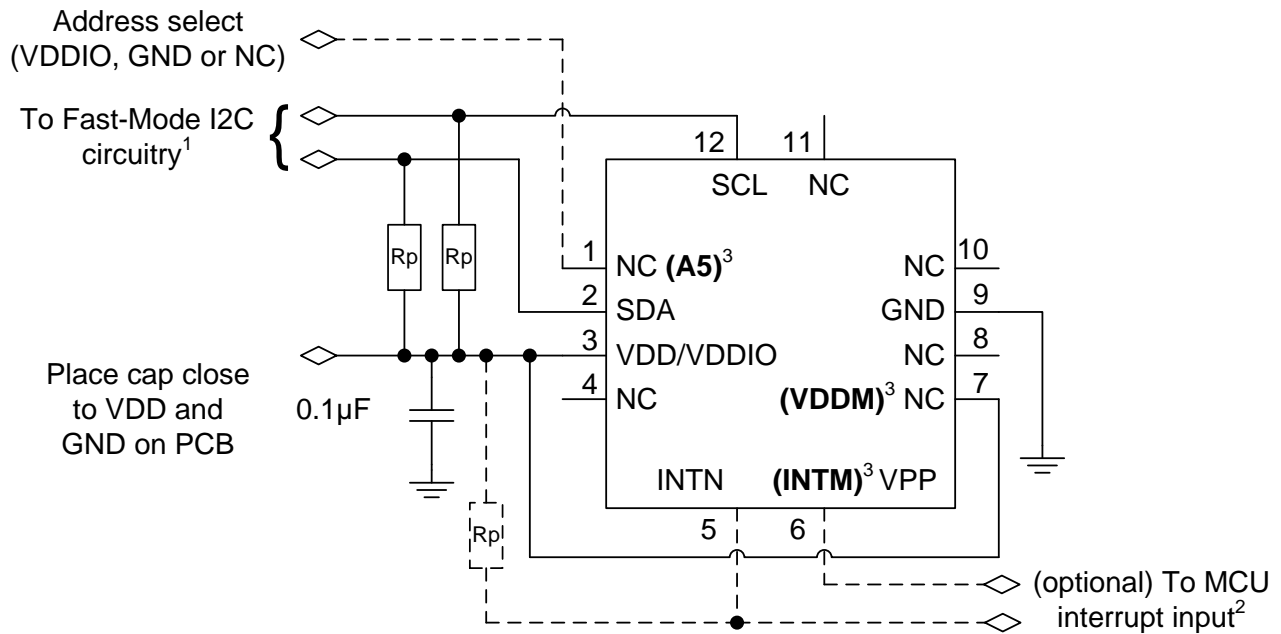 Address select
(VDDIO, GND or NC)
To Fast-Mode I2C
circuitry1
12
11
SCL
NC
Rp
Rp
1
NC (A5)3
NC
10
2
SDA
GND
9
3
VDD/VDDIO
NC
8
4
NC
(VDDM)3 NC
7
Place cap close
to VDD and
GND on PCB
0.1µF
INTN
(INTM)3 VPP
5
6
Rp
(optional) To MCU
interrupt input2